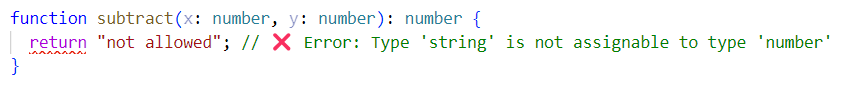 function subtract(x: number, y: number): number {
  return "not allowed"; // ❌ Error: Type 'string' is not assignable to type 'number'
}